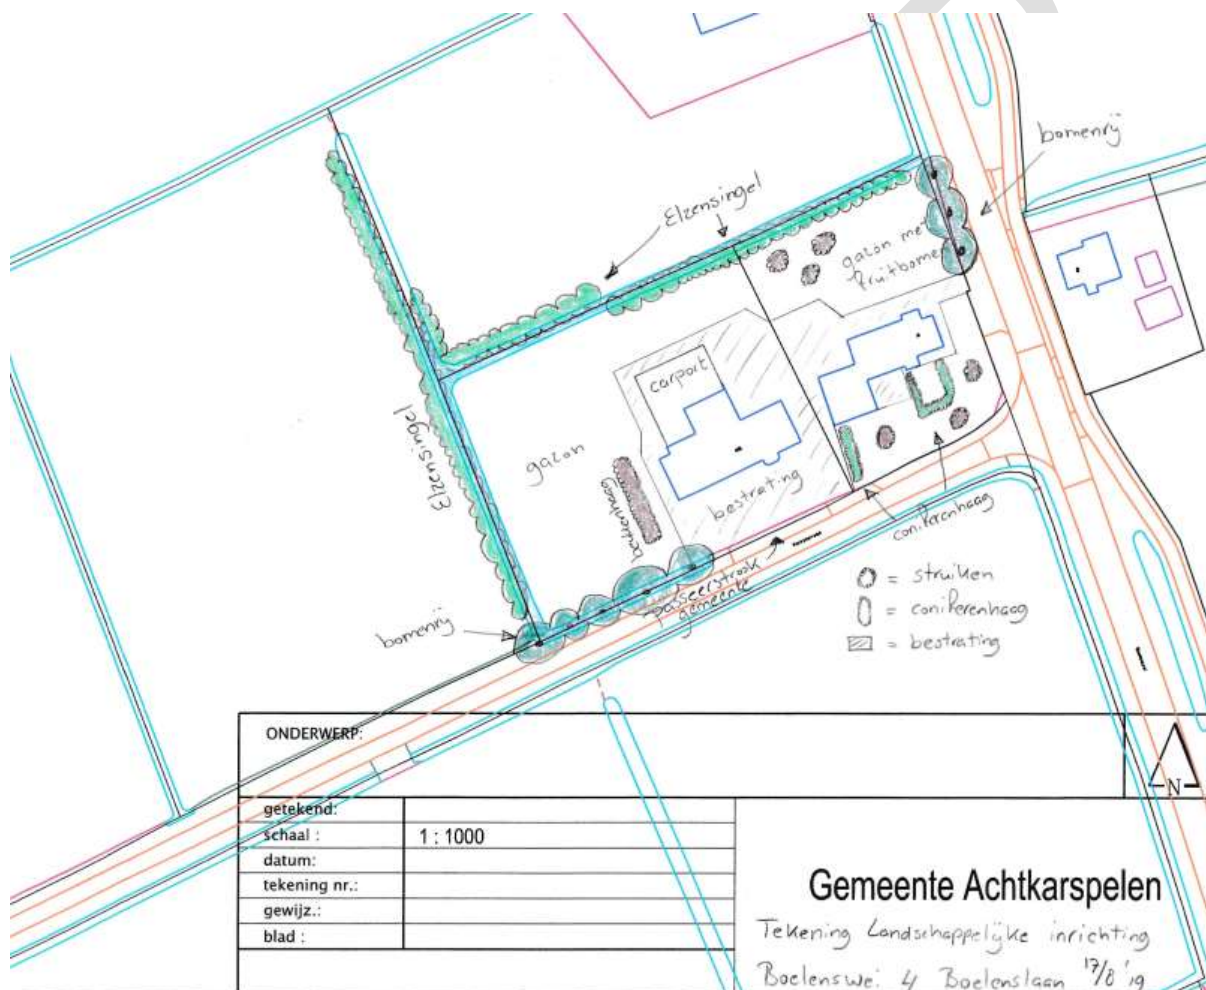 bomenrij
Elzensingel
gazon met
fruitbomen
carport
Elzensingel
gazon
beukenhaag
bestrating
coniferenhaag
passeerstrook
gemeente
bomenrij
= struiken
= coniferenhaag
= bestrating
ONDERWERP:
N
getekend:
schaal :
1 : 1000
datum:
tekening nr.:
gewijz.:
blad :
Gemeente Achtkarspelen
Tekening Landschappelijke inrichting
Boelenswei 4 Boelenslaan 17/8 '19